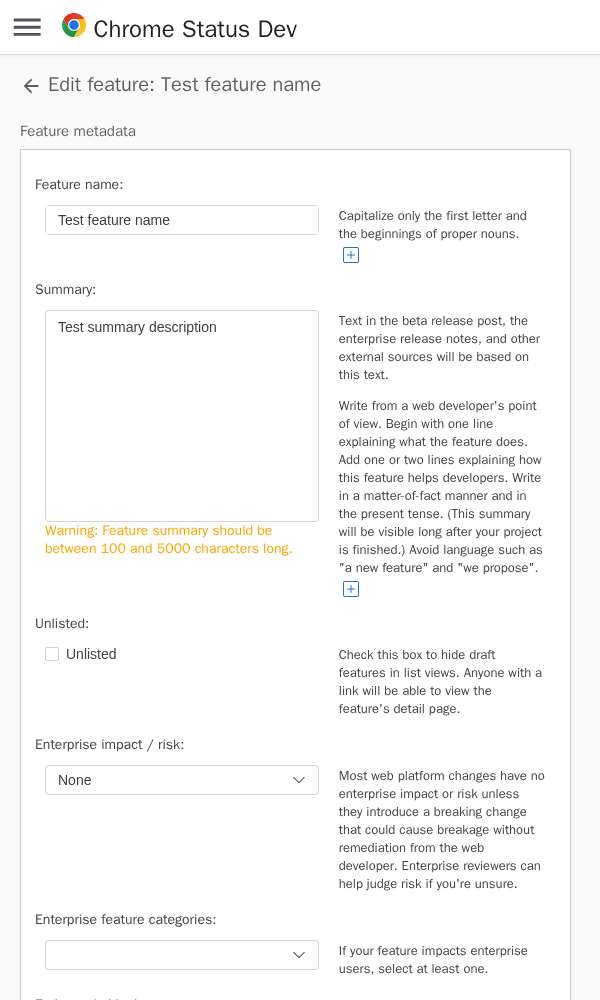 Chrome Status Dev
Edit feature: Test feature name
Feature metadata
Feature name:
Test feature name
Capitalize only the first letter and
the beginnings of proper nouns.
Summary:
Test summary description
Warning: Feature summary should be
between 100 and 5000 characters long.
Text in the beta release post, the
enterprise release notes, and other
external sources will be based on
this text.
Write from a web developer's point
of view. Begin with one line
explaining what the feature does.
Add one or two lines explaining how
this feature helps developers. Write
in a matter-of-fact manner and in
the present tense. (This summary
will be visible long after your project
is finished.) Avoid language such as
"a new feature" and "we propose".
Unlisted:
Unlisted
Check this box to hide draft
features in list views. Anyone with a
link will be able to view the
feature's detail page.
Enterprise impact / risk:
None
Most web platform changes have no
enterprise impact or risk unless
they introduce a breaking change
that could cause breakage without
remediation from the web
developer. Enterprise reviewers can
help judge risk if you're unsure.
Enterprise feature categories:
If your feature impacts enterprise
users, select at least one.